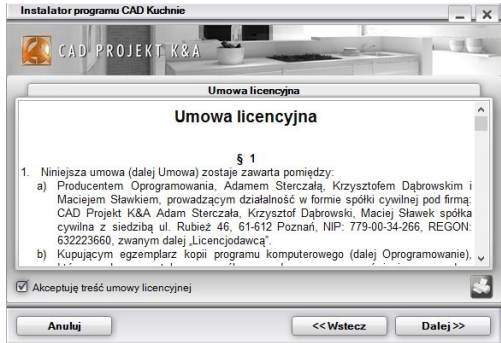 Instalator programu CAD Kuchnie
CAD PROJEKT K&A
Umowa licencyjna
Umowa licencyjna
§ 1
1. Niniejsza umowa (dalej Umowa) zostaje zawarta pomiędzy:
a) Producentem Oprogramowania, Adamem Sterczałą, Krzysztofem Dąbrowskim i
Maciejem Sławkiem, prowadzącym działalność w formie spółki cywilnej pod firmą:
CAD Projekt K&A Adam Sterczała, Krzysztof Dąbrowski, Maciej Sławek spółka
cywilna z siedzibą ul. Rubież 46, 61-612 Poznań, NIP: 779-00-34-266, REGON:
632223660, zwanym dalej „Licencjodawcą”.
b) Kupującym egzemplarz kopii programu komputerowego (dalej Oprogramowanie),
Akceptuję treść umowy licencyjnej
Anuluj
<<Wstecz
Dalej>>